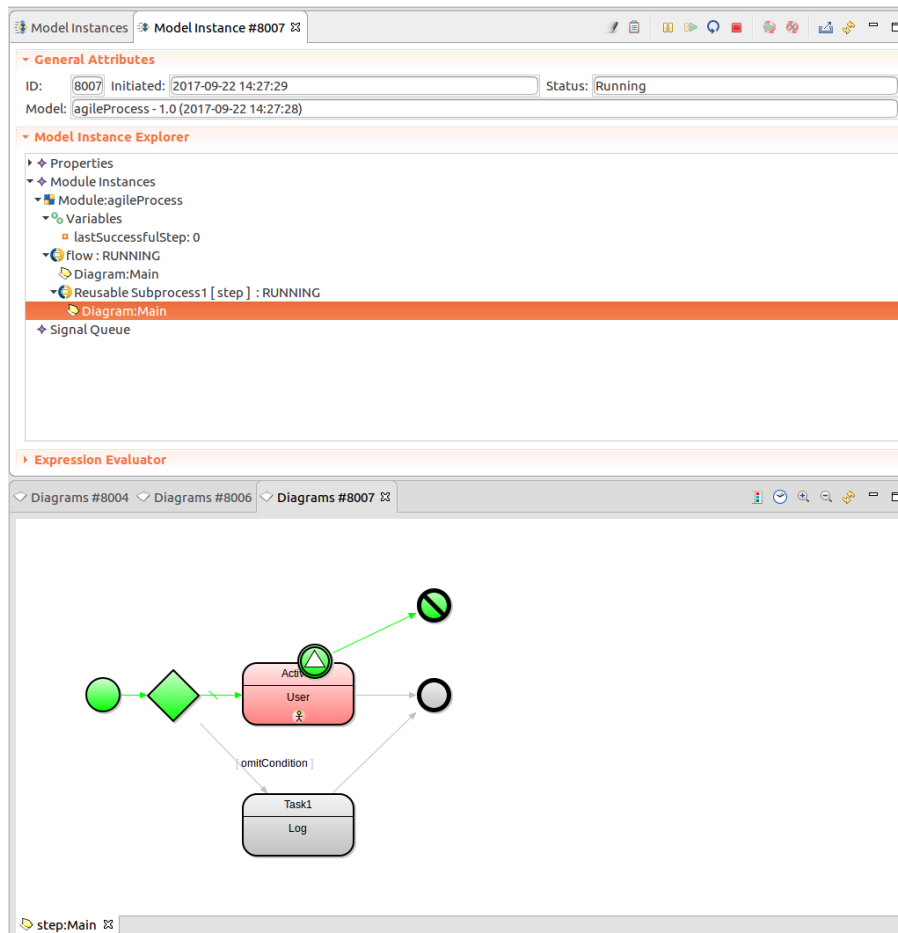 Model Instances Model Instance #8007
General Attributes
ID: 8007 Initiated: 2017-09-22 14:27:29 Status: Running
Model: agileProcess - 1.0 (2017-09-22 14:27:28)
Model Instance Explorer
Properties
Module Instances
Module:agileProcess
Variables
lastSuccessfulStep: 0
flow : RUNNING
Diagram:Main
Reusable Subprocess1 [ step ] : RUNNING
Diagram:Main
Signal Queue
Expression Evaluator
Diagrams #8004 Diagrams #8006 Diagrams #8007
User
[ omitCondition ]
Task1
Log
step:Main